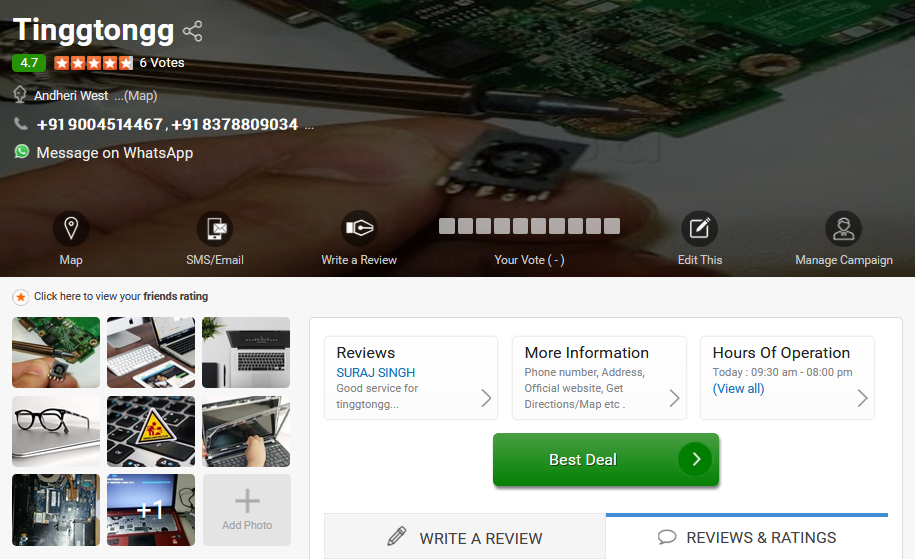 Tinggtongg
4.7 6 Votes
Andheri West ...(Map)
+91 9004514467 , +91 8378809034 ...
Message on WhatsApp
Map
SMS/Email
Write a Review
Your Vote ( - )
Edit This
Manage Campaign
Click here to view your friends rating
Reviews
SURAJ SINGH
Good service for
tinggtongg...
More Information
Phone number, Address,
Official website, Get
Directions/Map etc .
Hours Of Operation
Today : 09:30 am - 08:00 pm
(View all)
Best Deal
+1
Add Photo
WRITE A REVIEW
REVIEWS & RATINGS